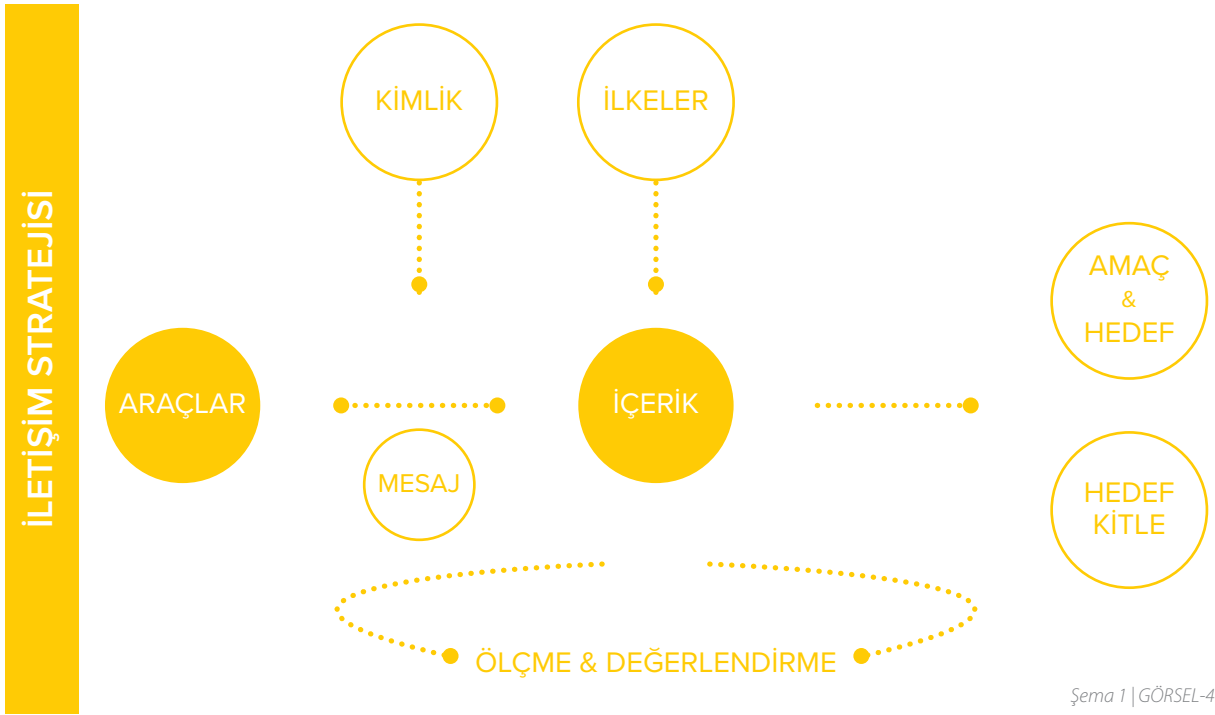 İLETİŞİM STRATEJİSİ
KİMLİK
İLKELER
ARAÇLAR
MESAJ
İÇERİK
AMAÇ
&
HEDEF
HEDEF
KİTLE
ÖLÇME & DEĞERLENDİRME
Şema 1 | GÖRSEL-4